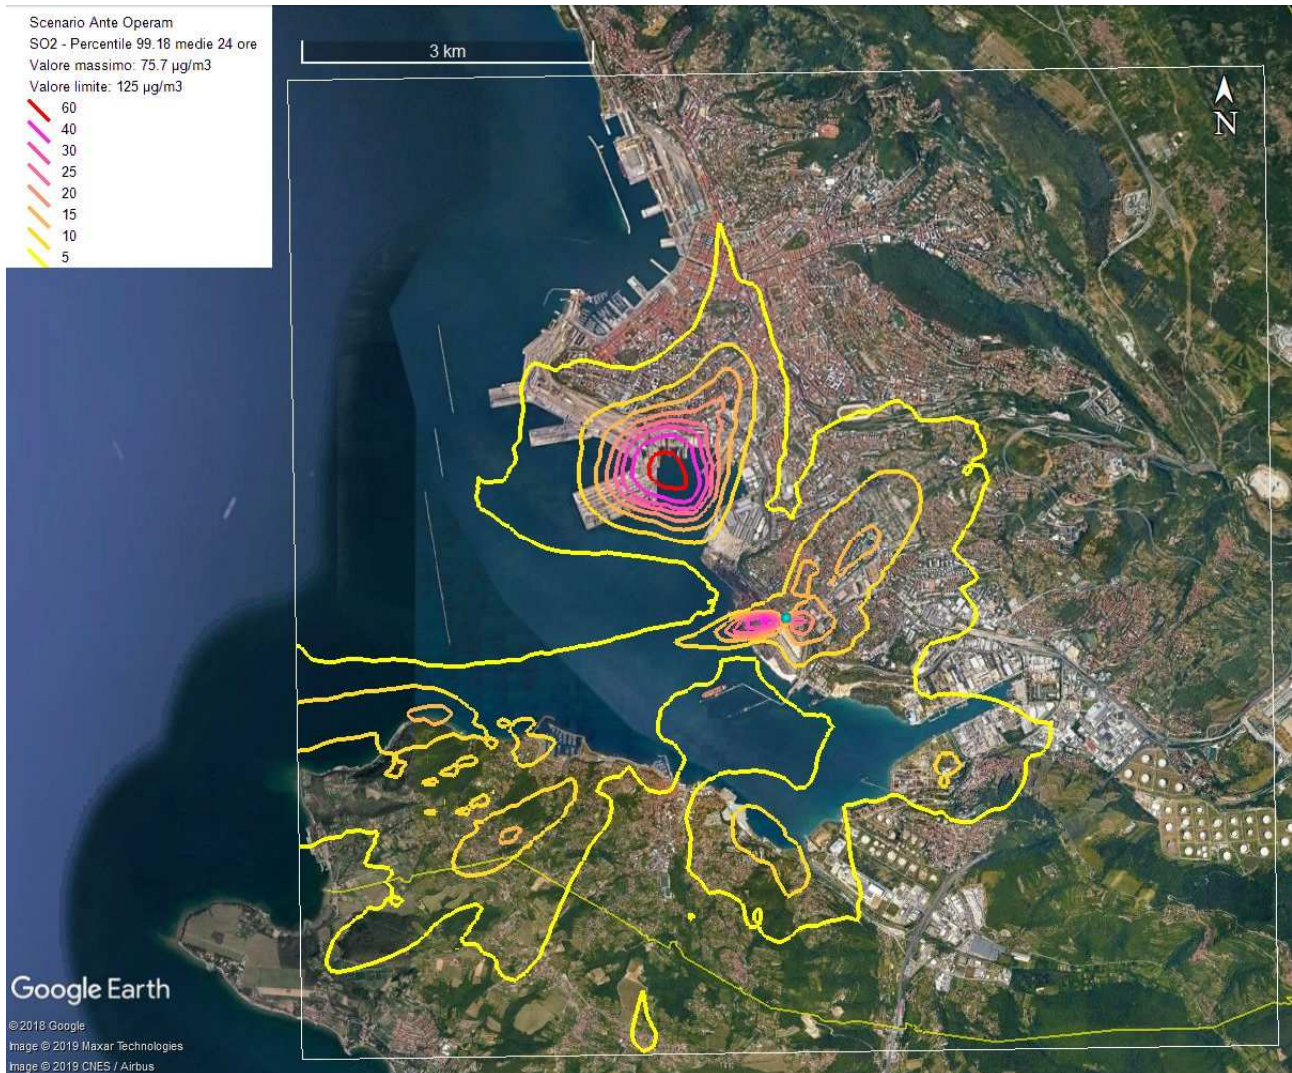 Scenario Ante Operam
SO2 - Percentile 99.18 medie 24 ore
Valore massimo: 75.7 µg/m3
Valore limite: 125 µg/m3
60
40
30
25
20
15
10
5
3 km
N
Google Earth
© 2018 Google
Image © 2019 Maxar Technologies
Image © 2019 CNES / Airbus